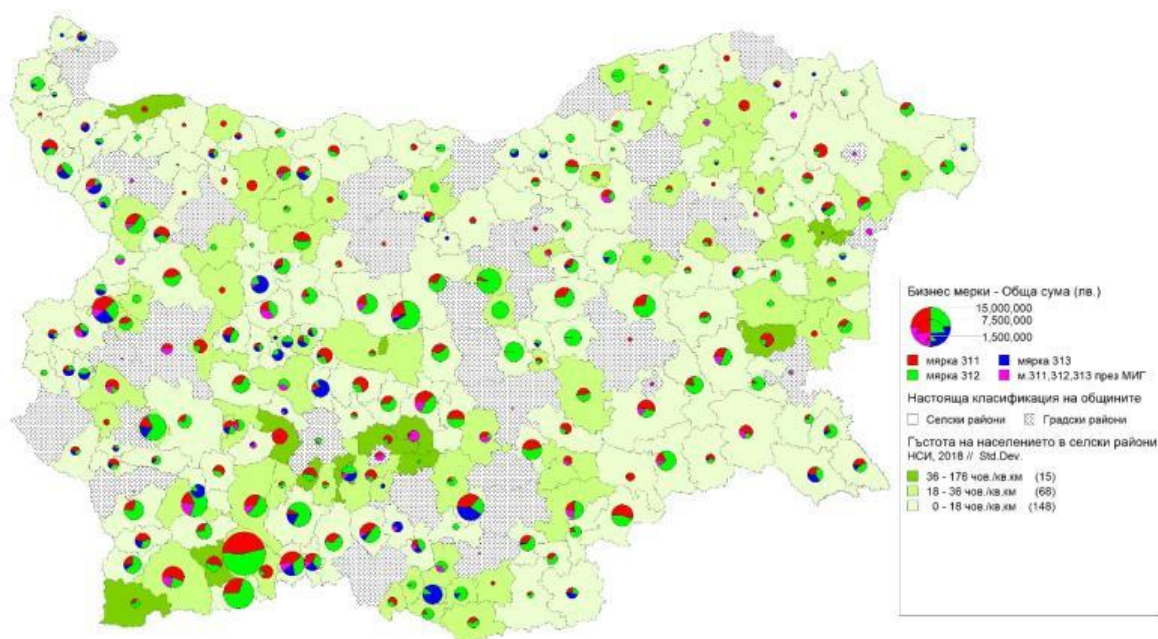 Бизнес мерки - Обща сума (лв.)
15,000,000
7,500,000
1,500,000
мярка 311
мярка 313
мярка 312
м.311,312,313 през МИГ
Настояща класификация на общините
Селски райони
Градски райони
Гъстота на населението в селски райони
НСИ, 2018 // Std.Dev.
36 - 176 чов./кв.км (15)
18 - 36 чов./кв.км (68)
0 - 18 чов./кв.км (148)